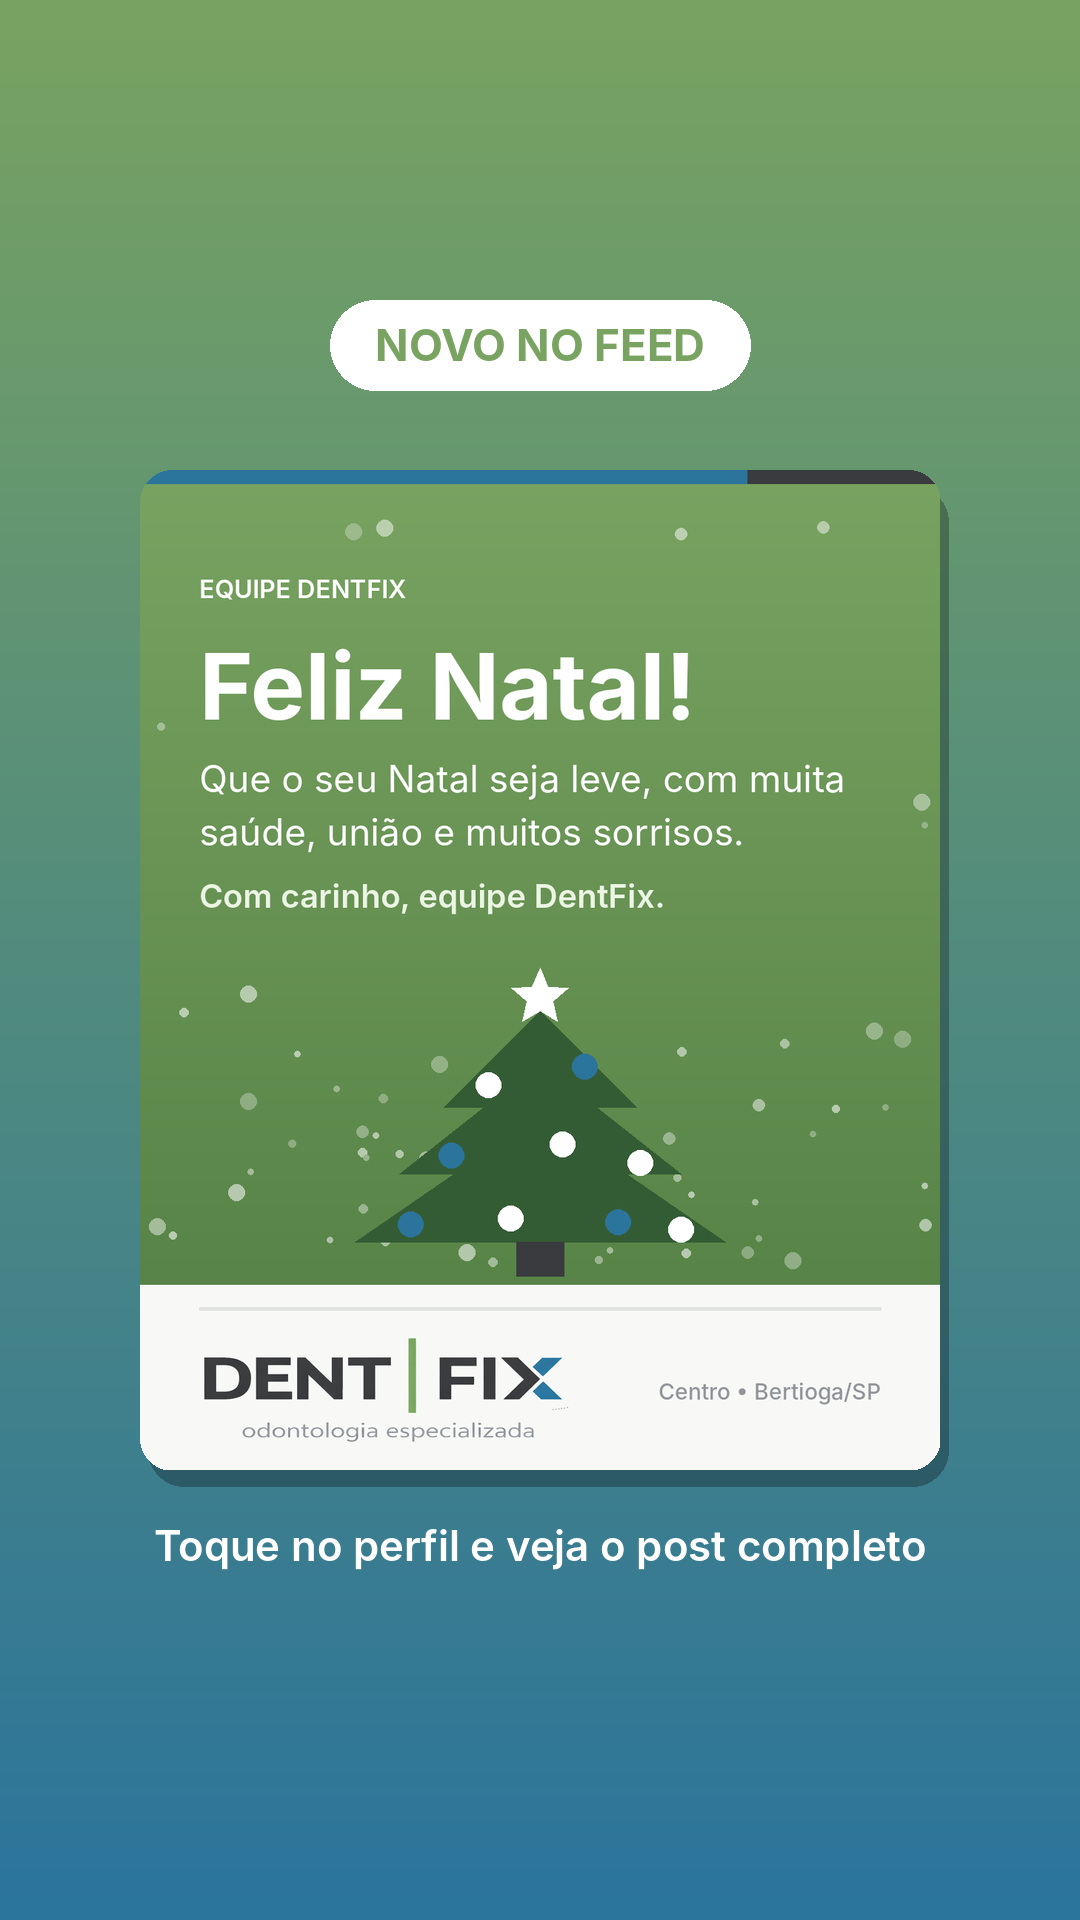 NOVO NO FEED
EQUIPE DENTFIX
Feliz Natal!
Que o seu Natal seja leve, com muita
saúde, união e muitos sorrisos.
Com carinho, equipe DentFix.
DENT | FIX
odontologia especializada
Centro • Bertioga/SP
Toque no perfil e veja o post completo